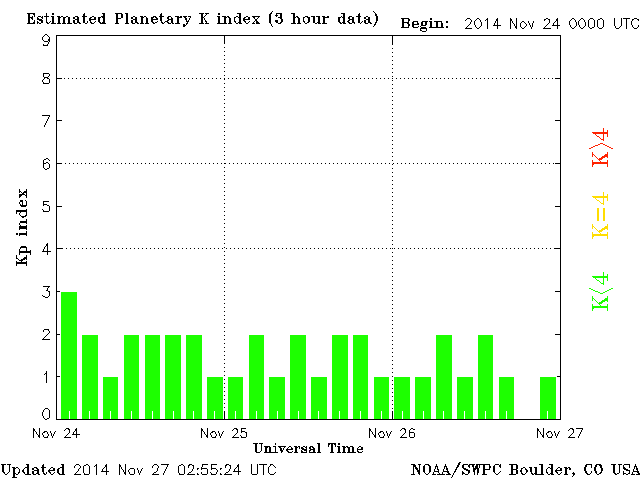 Estimated Planetary K index (3 hour data) Begin: 2014 Nov 24 0000 UTC
9
8
7
6
5
4
3
2
1
0
Kp index
K>4
K=4
K<4
Nov 24 Nov 25 Nov 26 Nov 27
Universal Time
Updated 2014 Nov 27 02:55:24 UTC NOAA/SWPC Boulder, CO USA